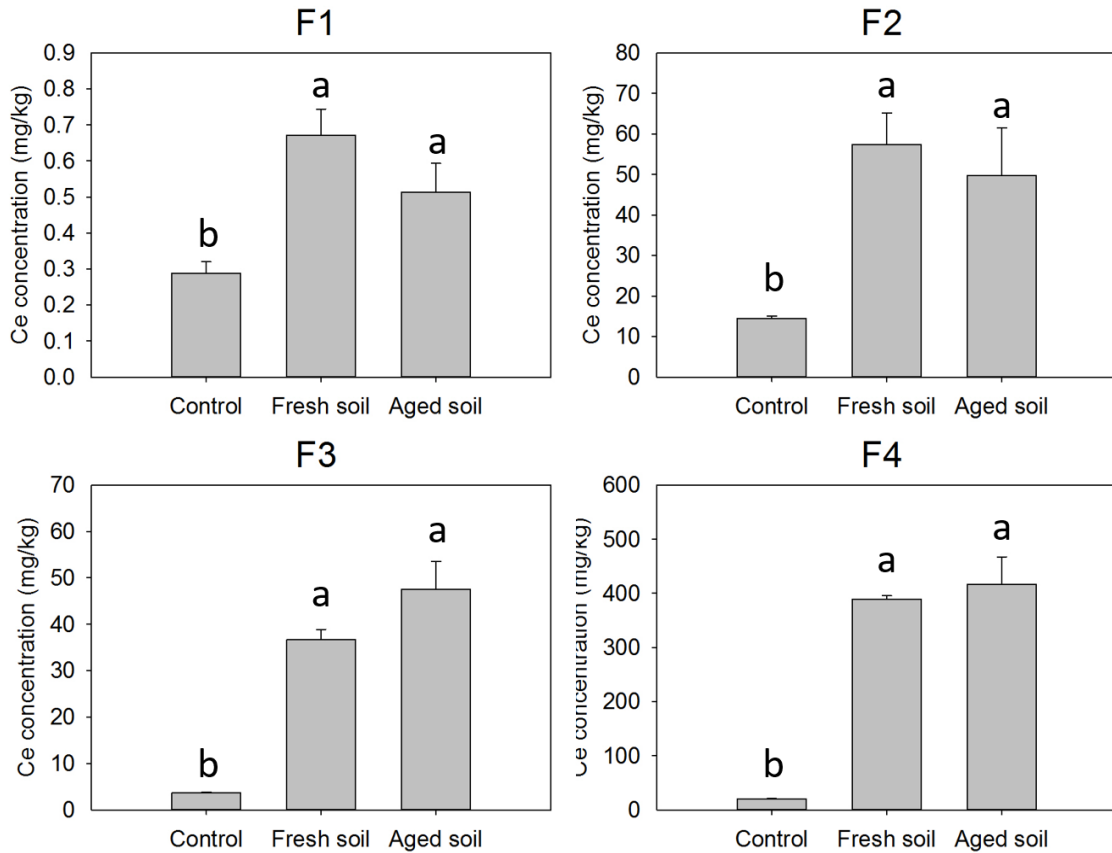 F1
Ce concentration (mg/kg)
0.9
0.8
0.7
0.6
0.5
0.4
0.3
0.2
0.1
0.0
b
a
a
Control Fresh soil Aged soil
F2
Ce concentration (mg/kg)
80
70
60
50
40
30
20
10
0
b
a
a
Control Fresh soil Aged soil
F3
Ce concentration (mg/kg)
70
60
50
40
30
20
10
0
b
a
a
Control Fresh soil Aged soil
F4
Ce concentration (mg/kg)
600
500
400
300
200
100
0
b
a
a
Control Fresh soil Aged soil